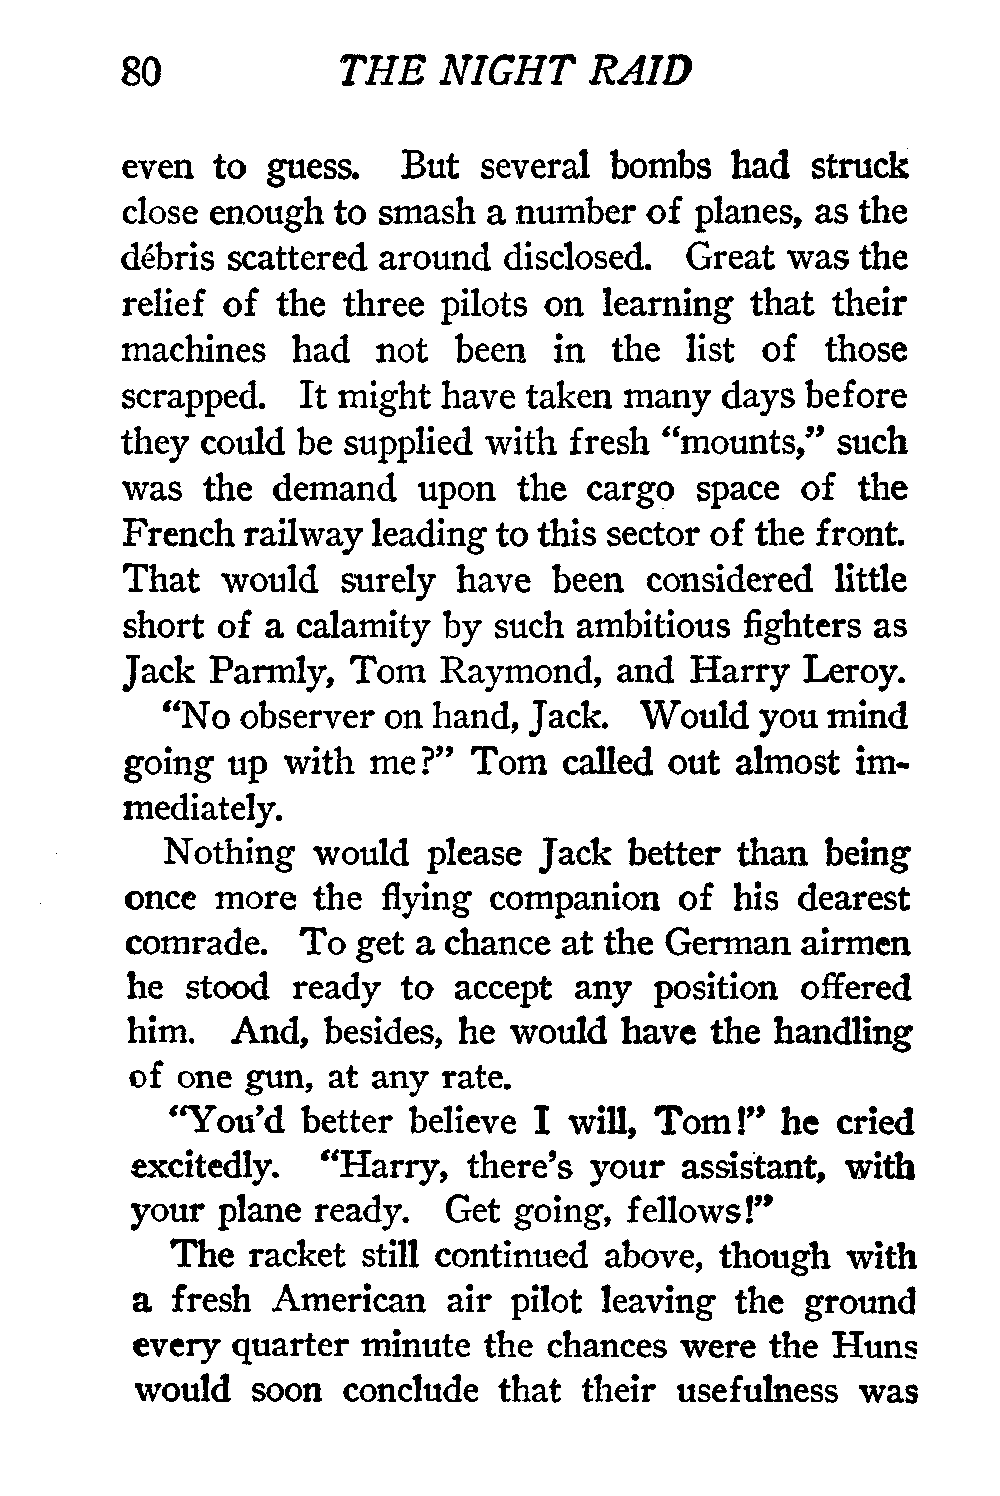 80 THE NIGHT RAID
even to guess. But several bombs had struck
close enough to smash a number of planes, as the
débris scattered around disclosed. Great was the
relief of the three pilots on learning that their
machines had not been in the list of those
scrapped. It might have taken many days before
they could be supplied with fresh “mounts,” such
was the demand upon the cargo space of the
French railway leading to this sector of the front.
That would surely have been considered little
short of a calamity by such ambitious fighters as
Jack Parmly, Tom Raymond, and Harry Leroy.
“No observer on hand, Jack. Would you mind
going up with me?” Tom called out almost im-
mediately.
Nothing would please Jack better than being
once more the flying companion of his dearest
comrade. To get a chance at the German airmen
he stood ready to accept any position offered
him. And, besides, he would have the handling
of one gun, at any rate.
“You’d better believe I will, Tom!” he cried
excitedly. “Harry, there’s your assistant, with
your plane ready. Get going, fellows!”
The racket still continued above, though with
a fresh American air pilot leaving the ground
every quarter minute the chances were the Huns
would soon conclude that their usefulness was